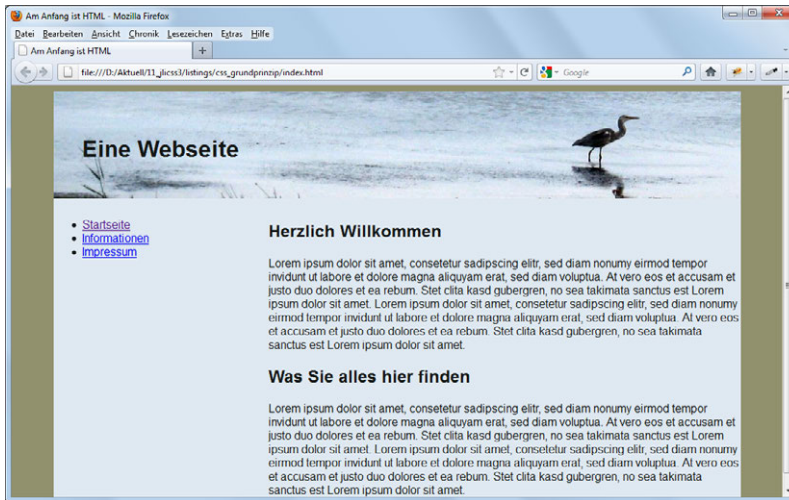 Am Anfang ist HTML - Mozilla Firefox
Datei Bearbeiten Ansicht Chronik Lesezeichen Extras Hilfe
Am Anfang ist HTML
file:///D:/Aktuell/11_jlicss3/listings/css_grundprinzip/index.html
Google
Eine Webseite
Startseite
Informationen
Impressum
Herzlich Willkommen
Lorem ipsum dolor sit amet, consetetur sadipscing elitr, sed diam nonumy eirmod tempor
invidunt ut labore et dolore magna aliquyam erat, sed diam voluptua. At vero eos et accusam et
justo duo dolores et ea rebum. Stet clita kasd gubergren, no sea takimata sanctus est Lorem
ipsum dolor sit amet. Lorem ipsum dolor sit amet, consetetur sadipscing elitr, sed diam nonumy
eirmod tempor invidunt ut labore et dolore magna aliquyam erat, sed diam voluptua. At vero eos
et accusam et justo duo dolores et ea rebum. Stet clita kasd gubergren, no sea takimata
sanctus est Lorem ipsum dolor sit amet.
Was Sie alles hier finden
Lorem ipsum dolor sit amet, consetetur sadipscing elitr, sed diam nonumy eirmod tempor
invidunt ut labore et dolore magna aliquyam erat, sed diam voluptua. At vero eos et accusam et
justo duo dolores et ea rebum. Stet clita kasd gubergren, no sea takimata sanctus est Lorem
ipsum dolor sit amet. Lorem ipsum dolor sit amet, consetetur sadipscing elitr, sed diam nonumy
eirmod tempor invidunt ut labore et dolore magna aliquyam erat, sed diam voluptua. At vero eos
et accusam et justo duo dolores et ea rebum. Stet clita kasd gubergren, no sea takimata
sanctus est Lorem ipsum dolor sit amet.